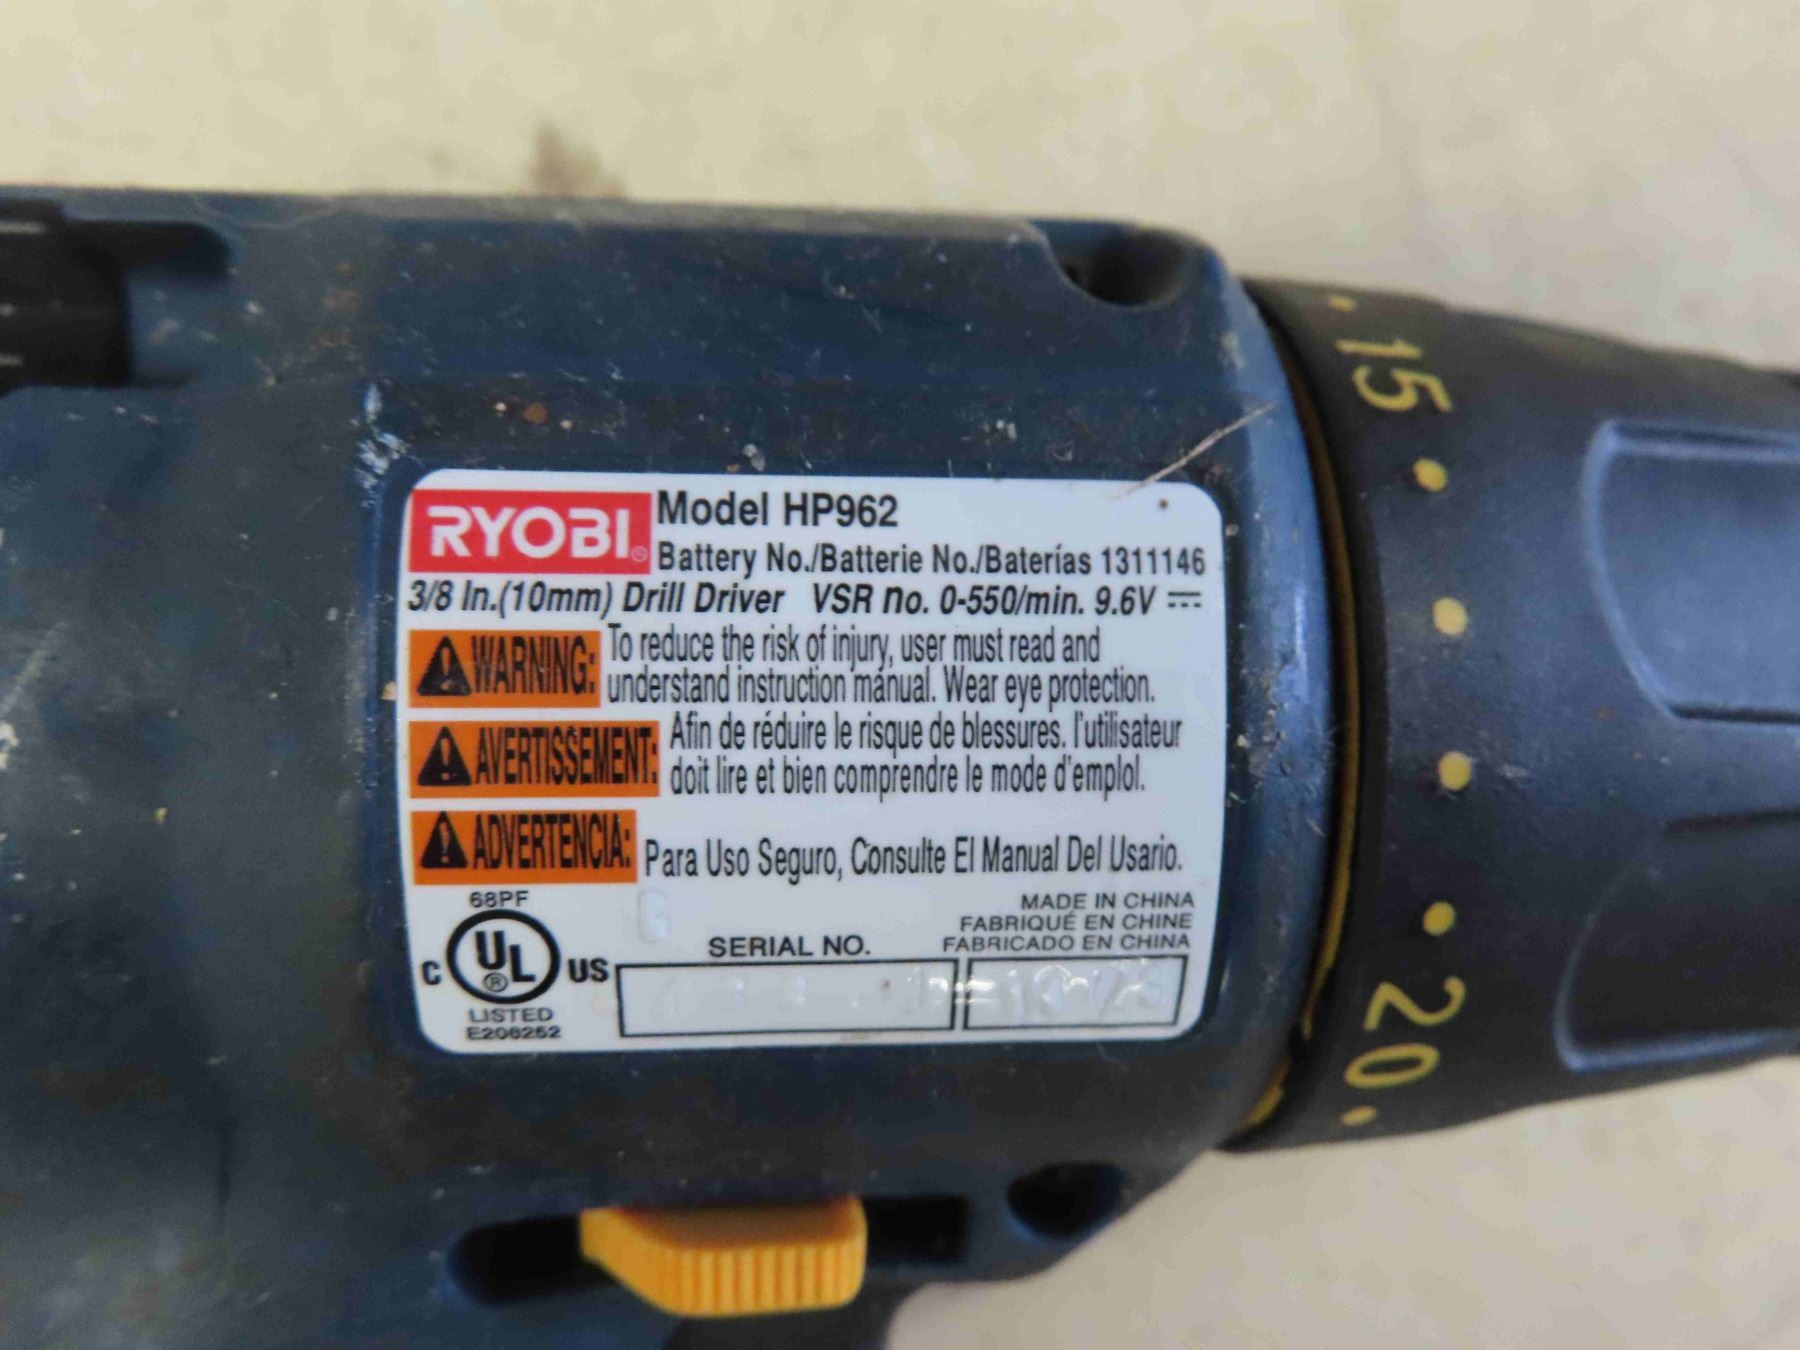 RYOBI
Model HP962
Battery No./Batterie No./Baterías 1311146
3/8 In.(10mm) Drill Driver VSR no. 0-550/min. 9.6V
WARNING: To reduce the risk of injury, user must read and
understand instruction manual. Wear eye protection.
AVERTISSEMENT: Afin de réduire le risque de blessures. l'utilisateur
doit lire et bien comprendre le mode d'emplol.
ADVERTENCIA: Para Uso Seguro, Consulte El Manual Del Usario.
68PF
C UL ® US
LISTED
E206252
6
SERIAL NO.
MADE IN CHINA
FABRIQUÉ EN CHINE
FABRICADO EN CHINA
15
20